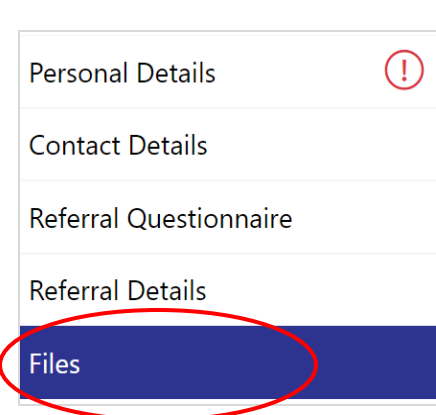 Personal Details
Contact Details
Referral Questionnaire
Referral Details
Files